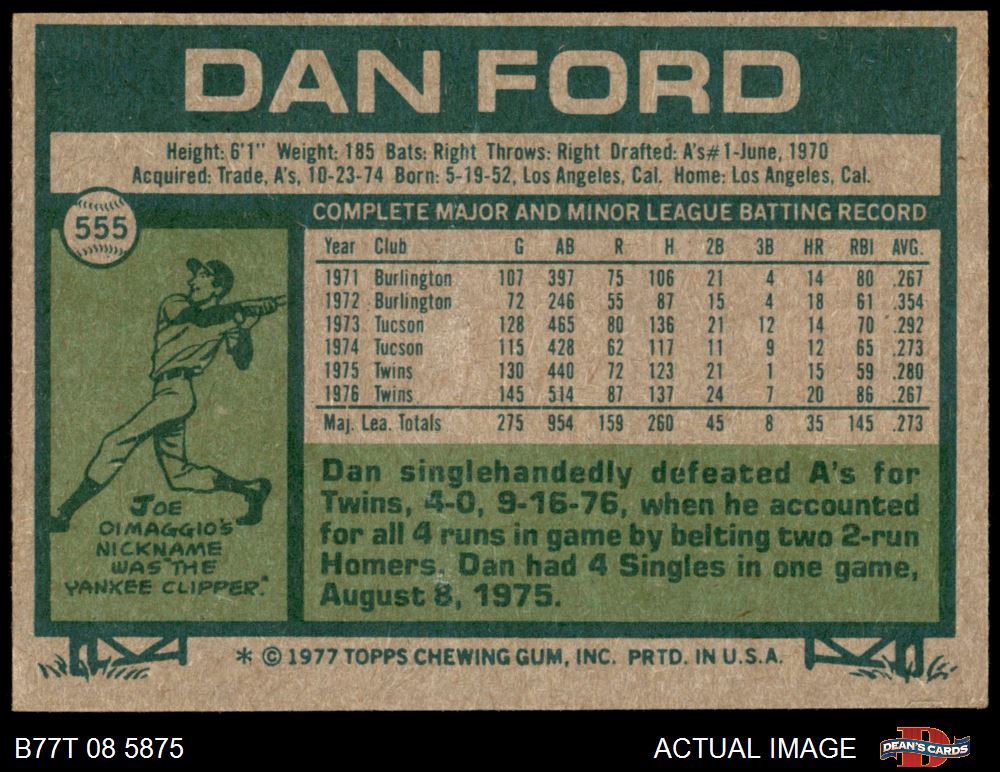 DAN FORD
Height: 6'1" Weight: 185 Bats: Right Throws: Right Drafted: A's #1-June, 1970
Acquired: Trade, A's, 10-23-74 Born: 5-19-52, Los Angeles, Cal. Home: Los Angeles, Cal.
555
COMPLETE MAJOR AND MINOR LEAGUE BATTING RECORD
Year Club G AB R H 2B 3B HR RBI AVG.
1971 Burlington 107 397 75 106 21 4 14 80 .267
1972 Burlington 72 246 55 87 15 4 18 61 .354
1973 Tucson 128 465 80 136 21 12 14 70 .292
1974 Tucson 115 428 62 117 11 9 12 65 .273
1975 Twins 130 440 72 123 21 1 15 59 .280
1976 Twins 145 514 87 137 24 7 20 86 .267
Maj. Lea. Totals 275 954 159 260 45 8 35 145 .273
JOE
DIMAGGIO'S
NICKNAME
WAS "THE
YANKEE CLIPPER."
Dan singlehandedly defeated A's for
Twins, 4-0, 9-16-76, when he accounted
for all 4 runs in game by belting two 2-run
Homers. Dan had 4 Singles in one game,
August 8, 1975.
* © 1977 TOPPS CHEWING GUM, INC. PRTD. IN U.S.A.
B77T 08 5875
ACTUAL IMAGE
D
DEAN'S CARDS